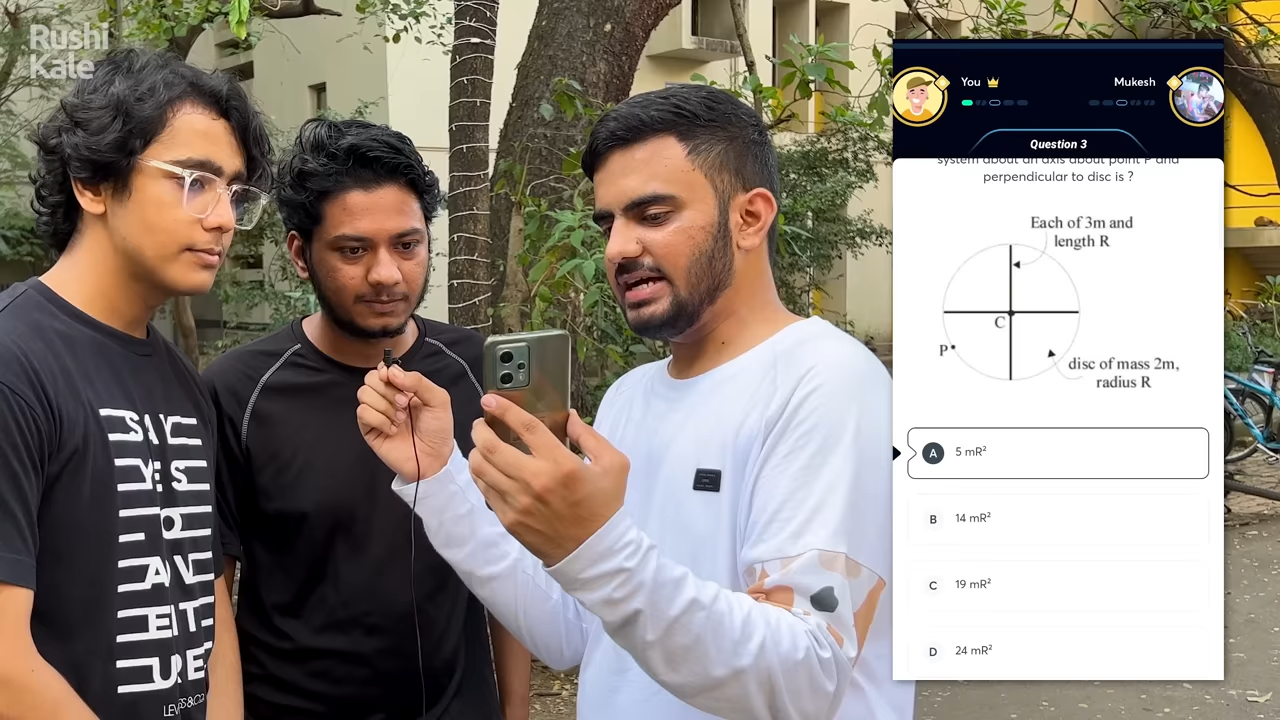 Rushi
Kale
You
Mukesh
Question 3
system about an axis about point P and
perpendicular to disc is ?
Each of 3m and
length R
C
P
disc of mass 2m,
radius R
A 5 mR²
B 14 mR²
C 19 mR²
D 24 mR²